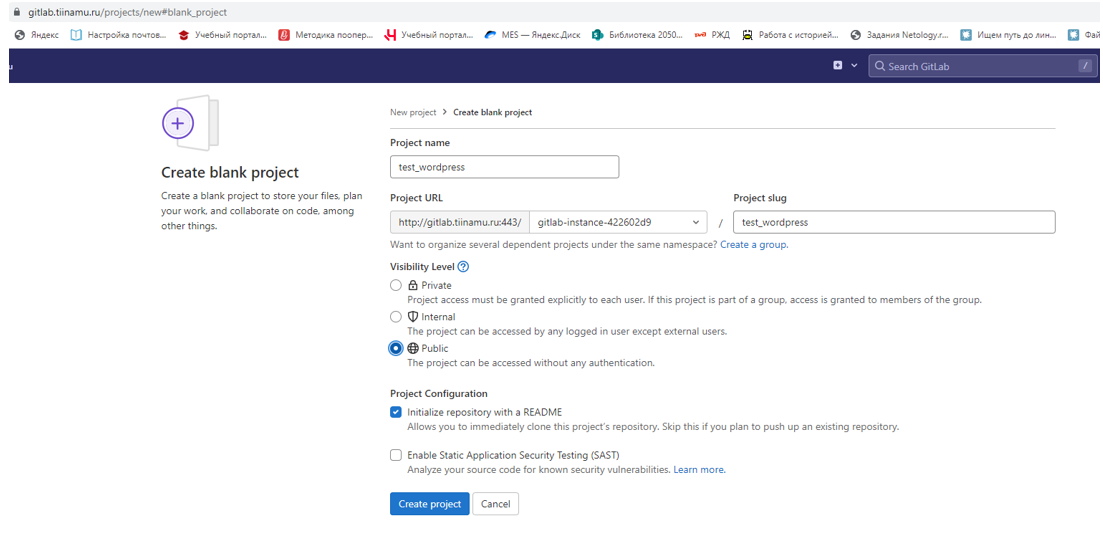 gitlab.tiinamu.ru/projects/new#blank_project
Яндекс
Настройка почтов...
Учебный портал...
Методика поопер...
Учебный портал...
MES — Яндекс.Диск
Библиотека 2050...
РЖД
Работа с историей...
Задания Netology.r...
Ищем путь до лин...
Фай
u
Search GitLab
/
New project > Create blank project
Create blank project
Create a blank project to store your files, plan
your work, and collaborate on code, among
other things.
Project name
test_wordpress
Project URL
http://gitlab.tiinamu.ru:443/
gitlab-instance-422602d9
/
Project slug
test_wordpress
Want to organize several dependent projects under the same namespace? Create a group.
Visibility Level
Private
Project access must be granted explicitly to each user. If this project is part of a group, access is granted to members of the group.
Internal
The project can be accessed by any logged in user except external users.
Public
The project can be accessed without any authentication.
Project Configuration
Initialize repository with a README
Allows you to immediately clone this project's repository. Skip this if you plan to push up an existing repository.
Enable Static Application Security Testing (SAST)
Analyze your source code for known security vulnerabilities. Learn more.
Create project
Cancel